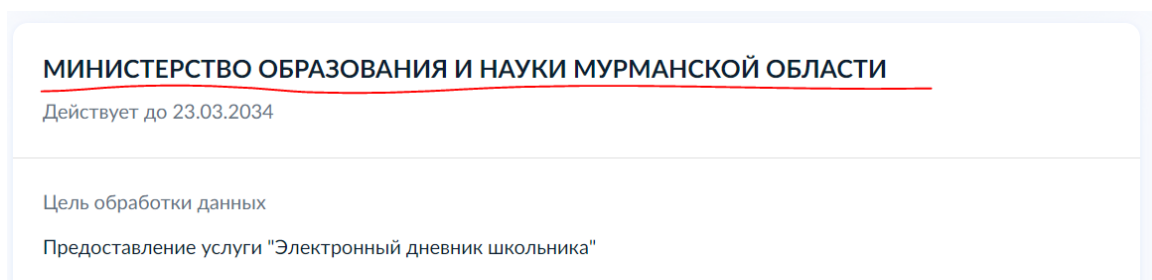 МИНИСТЕРСТВО ОБРАЗОВАНИЯ И НАУКИ МУРМАНСКОЙ ОБЛАСТИ
Действует до 23.03.2034
Цель обработки данных
Предоставление услуги "Электронный дневник школьника"